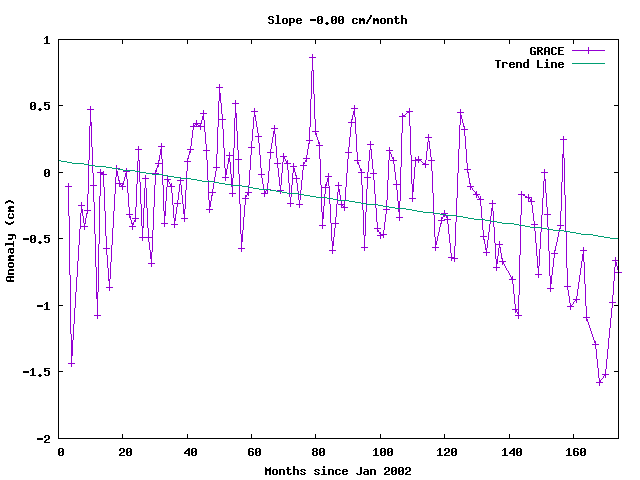 Slope -0.00 cm/month
GRACE
Trend Line
1
0.5
0
-0.5
-1
-1.5
-2
Anomaly (cm)
0 20 40 60 80 100 120 140 160
Months since Jan 2002